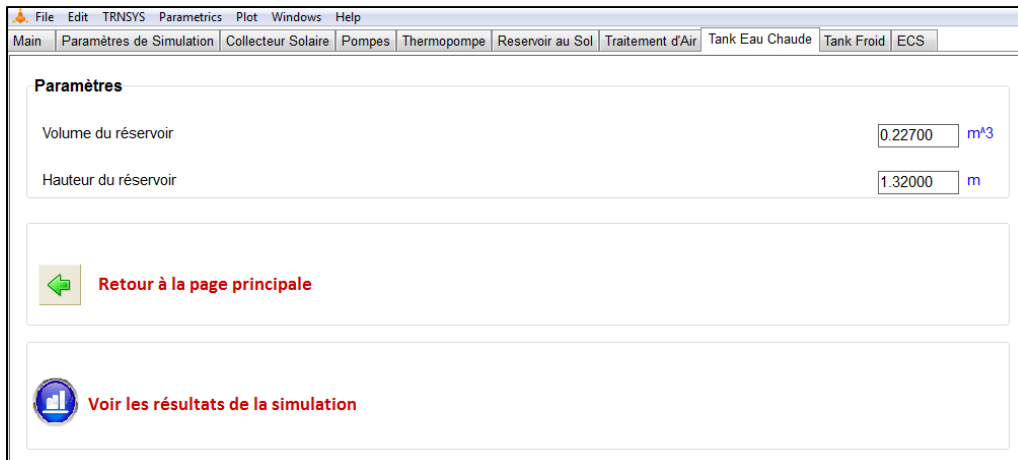 File Edit TRNSYS Parametrics Plot Windows Help
Main Paramètres de Simulation Collecteur Solaire Pompes Thermopompe Reservoir au Sol Traitement d'Air Tank Eau Chaude Tank Froid ECS
Paramètres
Volume du réservoir 0.22700 m^3
Hauteur du réservoir 1.32000 m
Retour à la page principale
Voir les résultats de la simulation